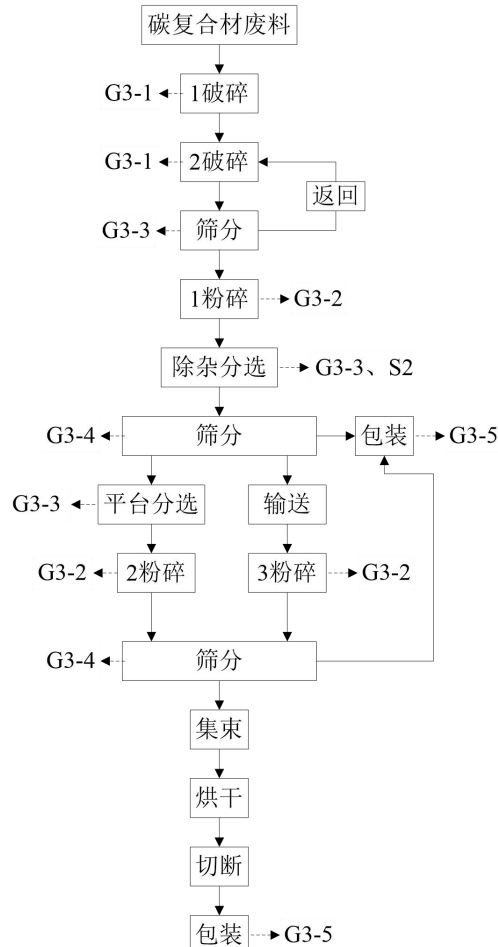 碳复合材废料
G3-1
1破碎
G3-1
2破碎
返回
G3-3
筛分
1粉碎
G3-2
除杂分选
G3-3、S2
G3-4
筛分
包装
G3-5
G3-3
平台分选
输送
G3-2
2粉碎
3粉碎
G3-2
G3-4
筛分
集束
烘干
切断
包装
G3-5